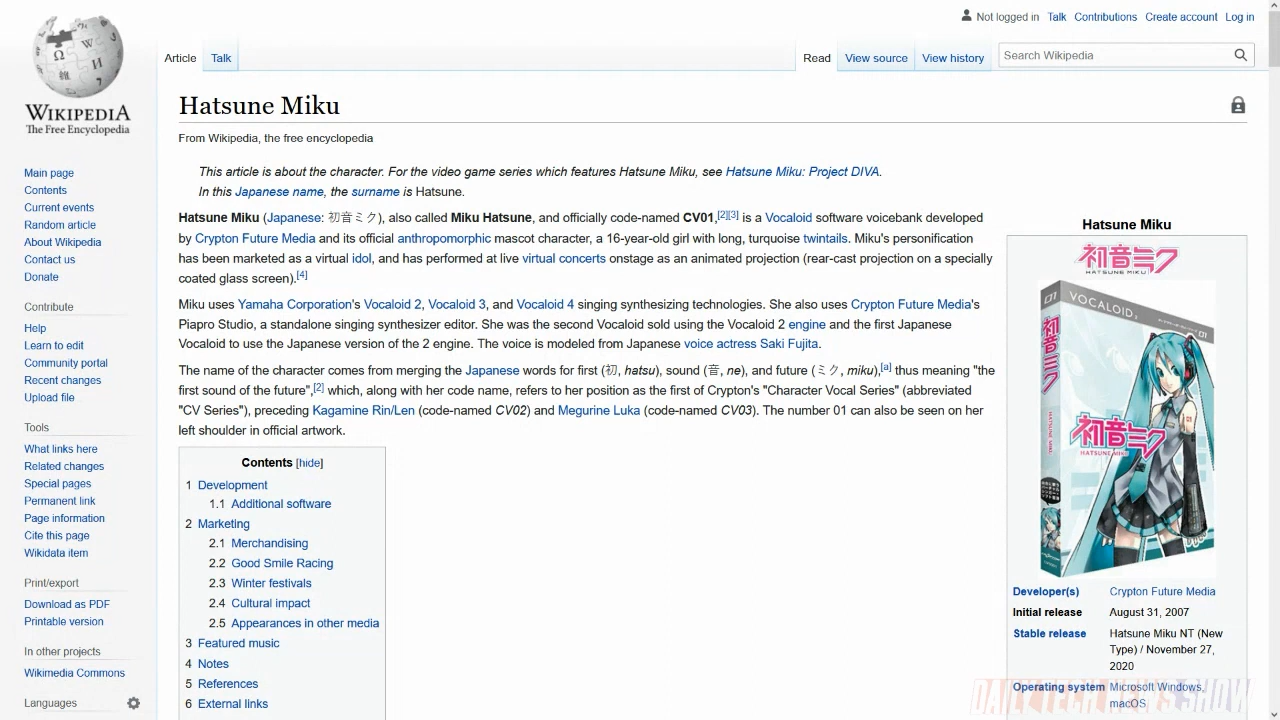 Not logged in Talk Contributions Create account Log in
Article Talk Read View source View history Search Wikipedia
WIKIPEDIA
The Free Encyclopedia
Main page
Contents
Current events
Random article
About Wikipedia
Contact us
Donate
Contribute
Help
Learn to edit
Community portal
Recent changes
Upload file
Tools
What links here
Related changes
Special pages
Permanent link
Page information
Cite this page
Wikidata item
Print/export
Download as PDF
Printable version
In other projects
Wikimedia Commons
Languages
Hatsune Miku
From Wikipedia, the free encyclopedia
This article is about the character. For the video game series which features Hatsune Miku, see Hatsune Miku: Project DIVA.
In this Japanese name, the surname is Hatsune.
Hatsune Miku (Japanese: 初音ミク), also called Miku Hatsune, and officially code-named CV01,[2][3] is a Vocaloid software voicebank developed
by Crypton Future Media and its official anthropomorphic mascot character, a 16-year-old girl with long, turquoise twintails. Miku's personification
has been marketed as a virtual idol, and has performed at live virtual concerts onstage as an animated projection (rear-cast projection on a specially
coated glass screen).[4]
Miku uses Yamaha Corporation's Vocaloid 2, Vocaloid 3, and Vocaloid 4 singing synthesizing technologies. She also uses Crypton Future Media's
Piapro Studio, a standalone singing synthesizer editor. She was the second Vocaloid sold using the Vocaloid 2 engine and the first Japanese
Vocaloid to use the Japanese version of the 2 engine. The voice is modeled from Japanese voice actress Saki Fujita.
The name of the character comes from merging the Japanese words for first (初, hatsu), sound (音, ne), and future (ミク, miku),[a] thus meaning "the
first sound of the future",[2] which, along with her code name, refers to her position as the first of Crypton's "Character Vocal Series" (abbreviated
"CV Series"), preceding Kagamine Rin/Len (code-named CV02) and Megurine Luka (code-named CV03). The number 01 can also be seen on her
left shoulder in official artwork.
Contents [hide]
1 Development
1.1 Additional software
2 Marketing
2.1 Merchandising
2.2 Good Smile Racing
2.3 Winter festivals
2.4 Cultural impact
2.5 Appearances in other media
3 Featured music
4 Notes
5 References
6 External links
Hatsune Miku
初音ミク
HATSUNE MIKU
01 VOCALOID2 01
初音ミク
HATSUNE MIKU
初音ミク
HATSUNE MIKU
Developer(s) Crypton Future Media
Initial release August 31, 2007
Stable release Hatsune Miku NT (New
Type) / November 27,
2020
Operating system Microsoft Windows,
macOS
DAILY TECH NEWS SHOW